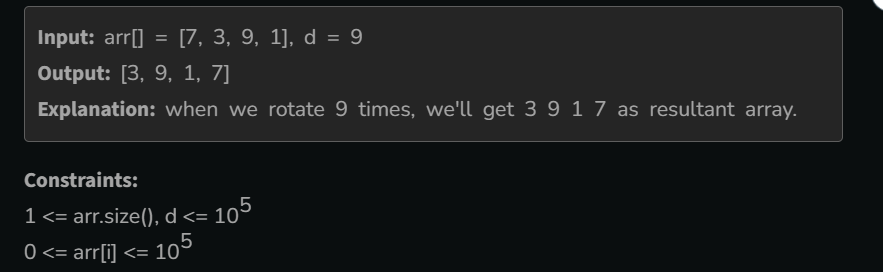 Input: arr[] = [7, 3, 9, 1], d = 9
Output: [3, 9, 1, 7]
Explanation: when we rotate 9 times, we'll get 3 9 1 7 as resultant array.
Constraints:
1 <= arr.size(), d <= 10^5
0 <= arr[i] <= 10^5